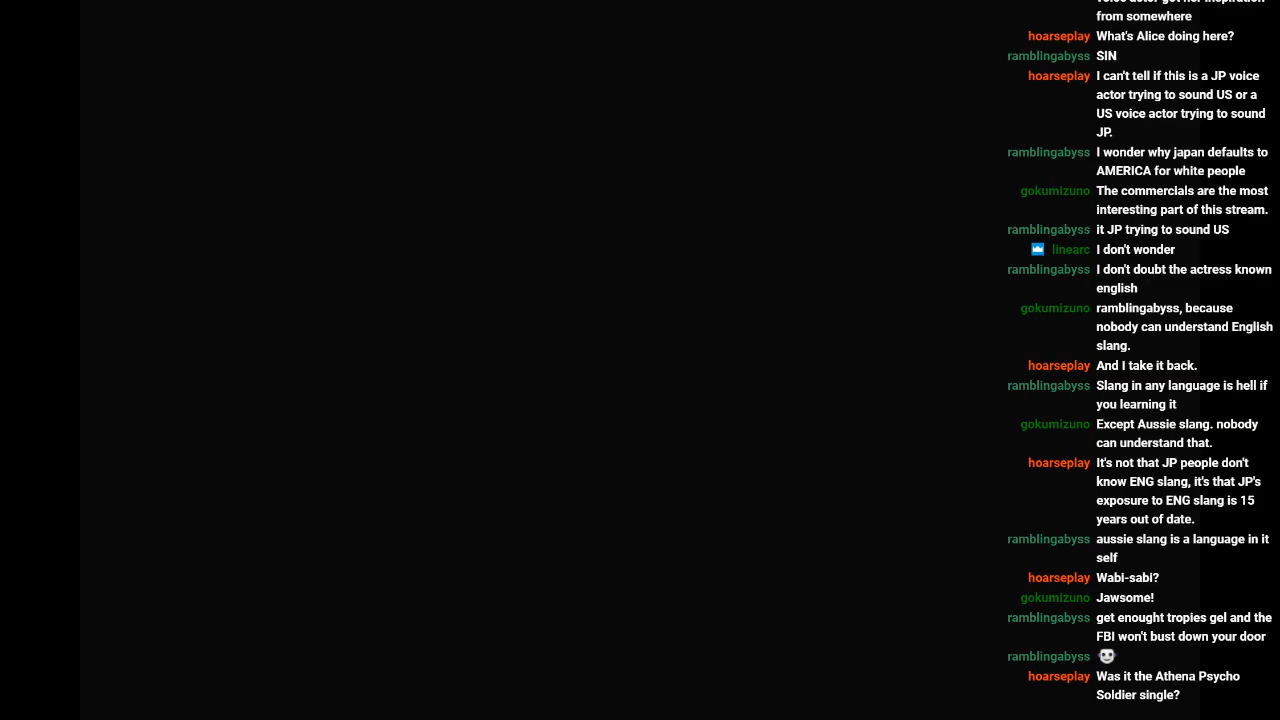 voice actor got her inspiration
from somewhere
hoarseplay What's Alice doing here?
ramblingabyss SIN
hoarseplay I can't tell if this is a JP voice
actor trying to sound US or a
US voice actor trying to sound
JP.
ramblingabyss I wonder why japan defaults to
AMERICA for white people
gokumizuno The commercials are the most
interesting part of this stream.
ramblingabyss it JP trying to sound US
linearc I don't wonder
ramblingabyss I don't doubt the actress known
english
gokumizuno ramblingabyss, because
nobody can understand English
slang.
hoarseplay And I take it back.
ramblingabyss Slang in any language is hell if
you learning it
gokumizuno Except Aussie slang. nobody
can understand that.
hoarseplay It's not that JP people don't
know ENG slang, it's that JP's
exposure to ENG slang is 15
years out of date.
ramblingabyss aussie slang is a language in it
self
hoarseplay Wabi-sabi?
gokumizuno Jawsome!
ramblingabyss get enought tropies gel and the
FBI won't bust down your door
ramblingabyss
hoarseplay Was it the Athena Psycho
Soldier single?